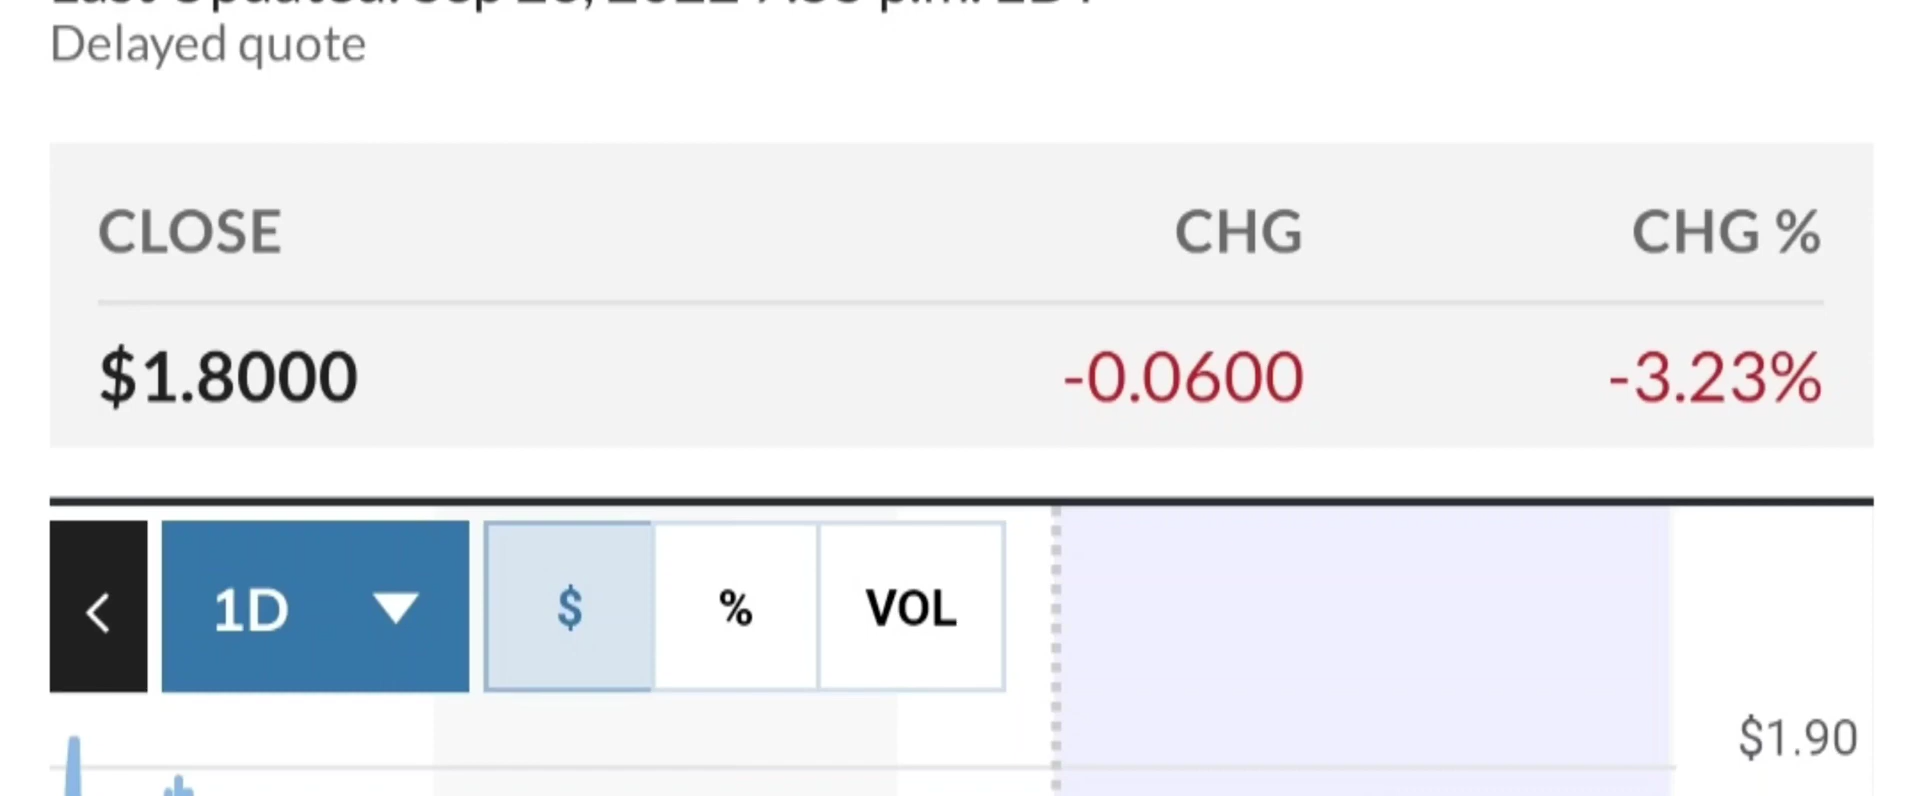 Delayed quote
CLOSE CHG CHG %
$1.8000 -0.0600 -3.23%
< 1D $ % VOL
$1.90